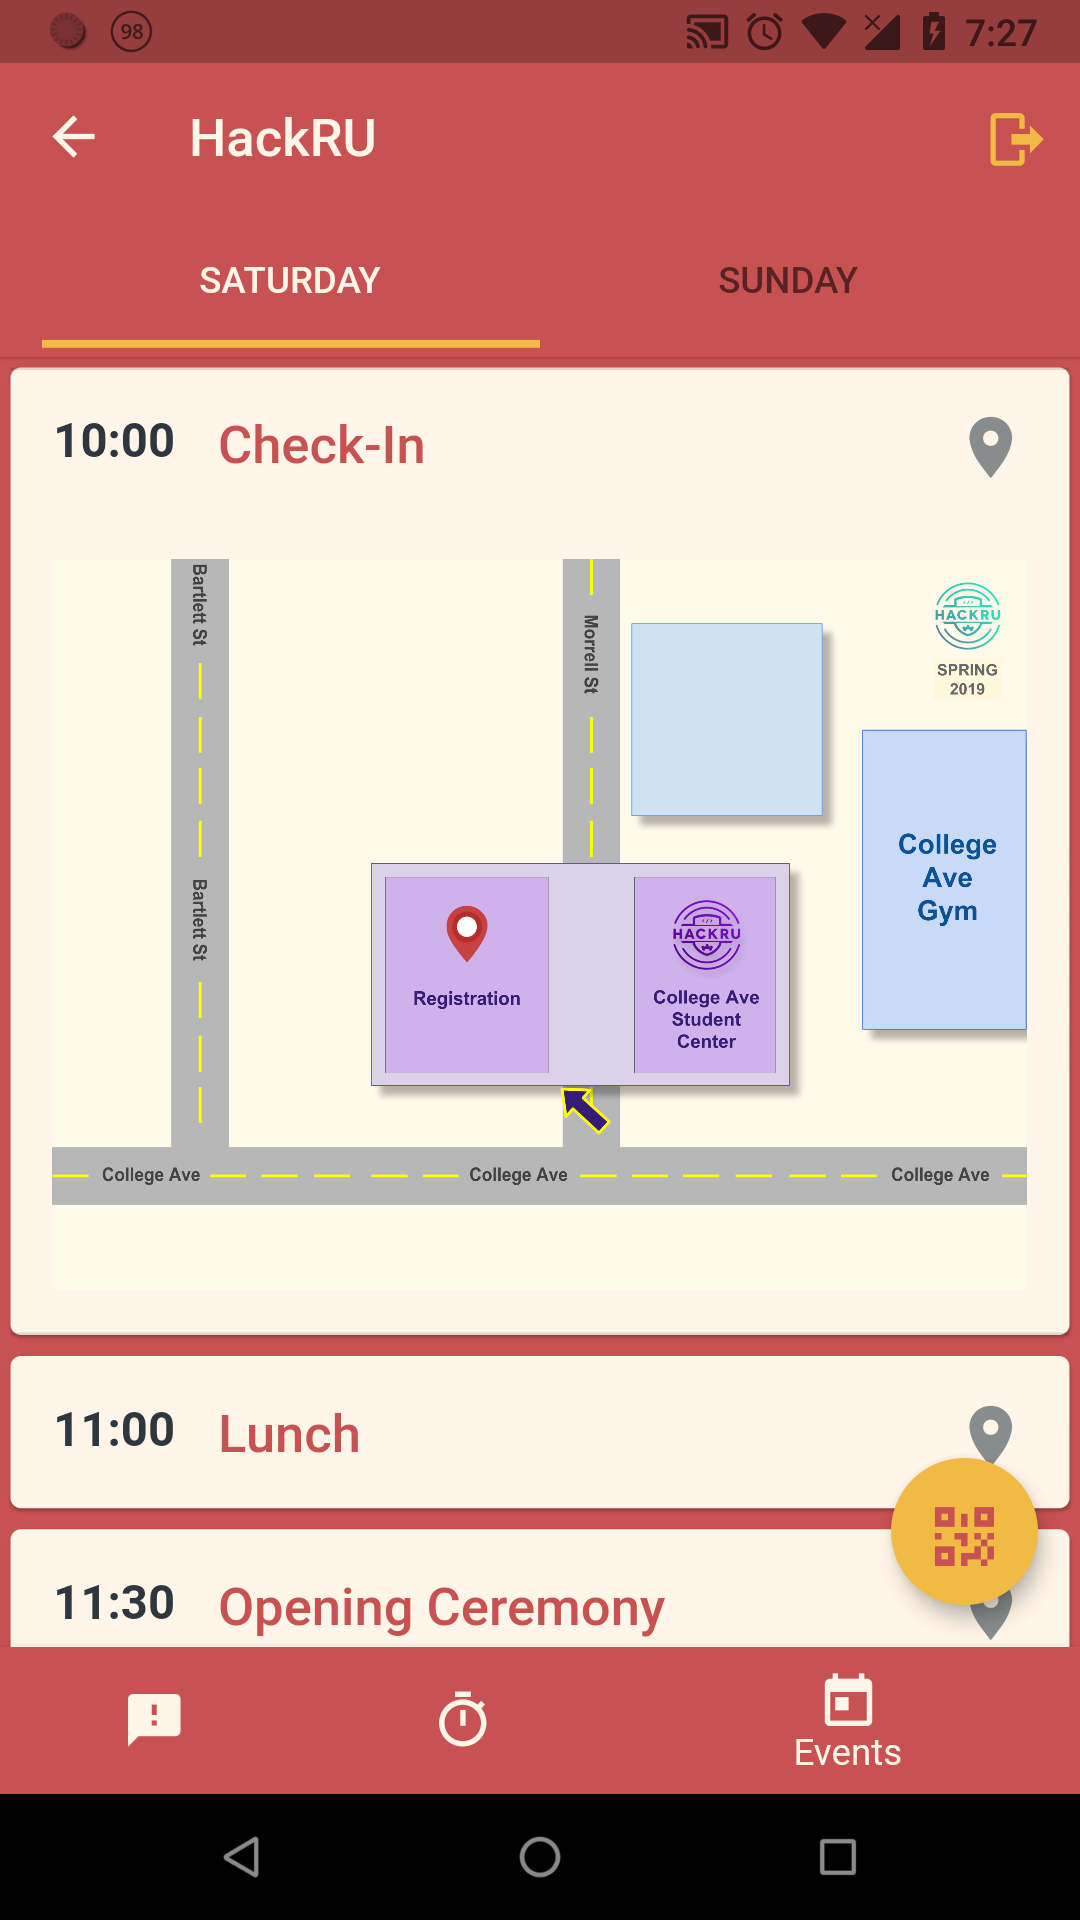 98
7:27
HackRU
SATURDAY
SUNDAY
10:00
Check-In
Bartlett St
Morrell St
HACKRU
SPRING
2019
College
Ave
Gym
Bartlett St
Registration
HACKRU
College Ave
Student
Center
College Ave
College Ave
College Ave
11:00
Lunch
11:30
Opening Ceremony
Events